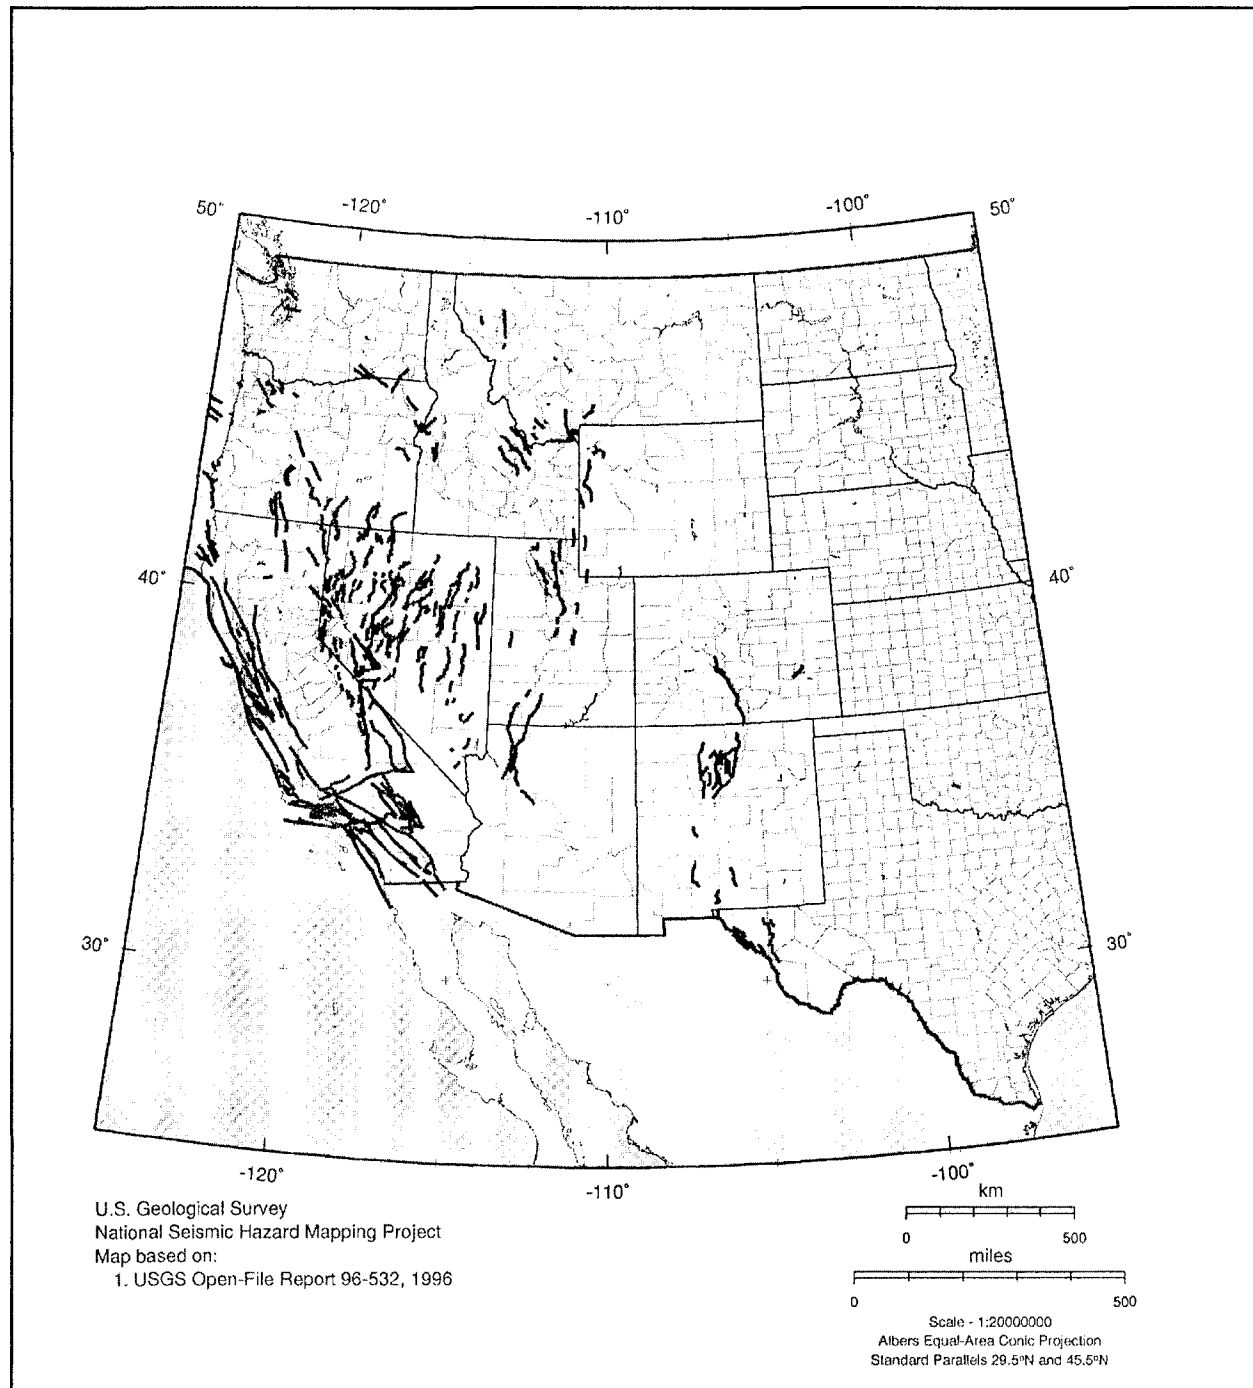 50° -120° -110° -100° 50°
40° 40°
30° 30°
-120° -110° -100°
U.S. Geological Survey
National Seismic Hazard Mapping Project
Map based on:
1. USGS Open-File Report 96-532, 1996
km
0 500
miles
0 500
Scale - 1:20000000
Albers Equal-Area Conic Projection
Standard Parallels 29.5ºN and 45.5ºN